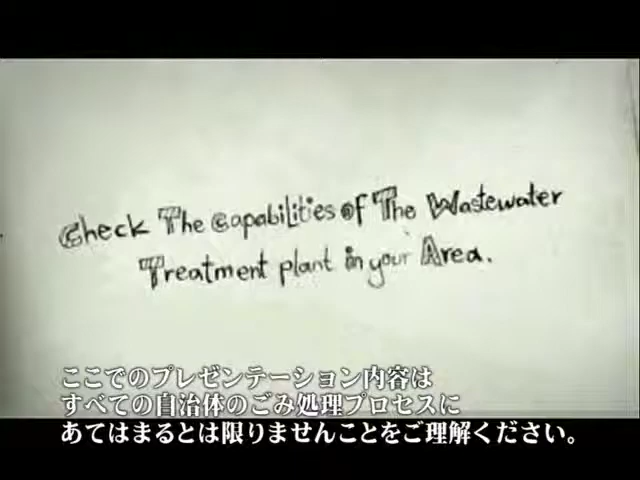 Check The Capabilities of The Wastewater
Treatment plant in your Area.
ここでのプレゼンテーション内容は
すべての自治体のごみ処理プロセスに
あてはまるとは限りませんことをご理解ください。